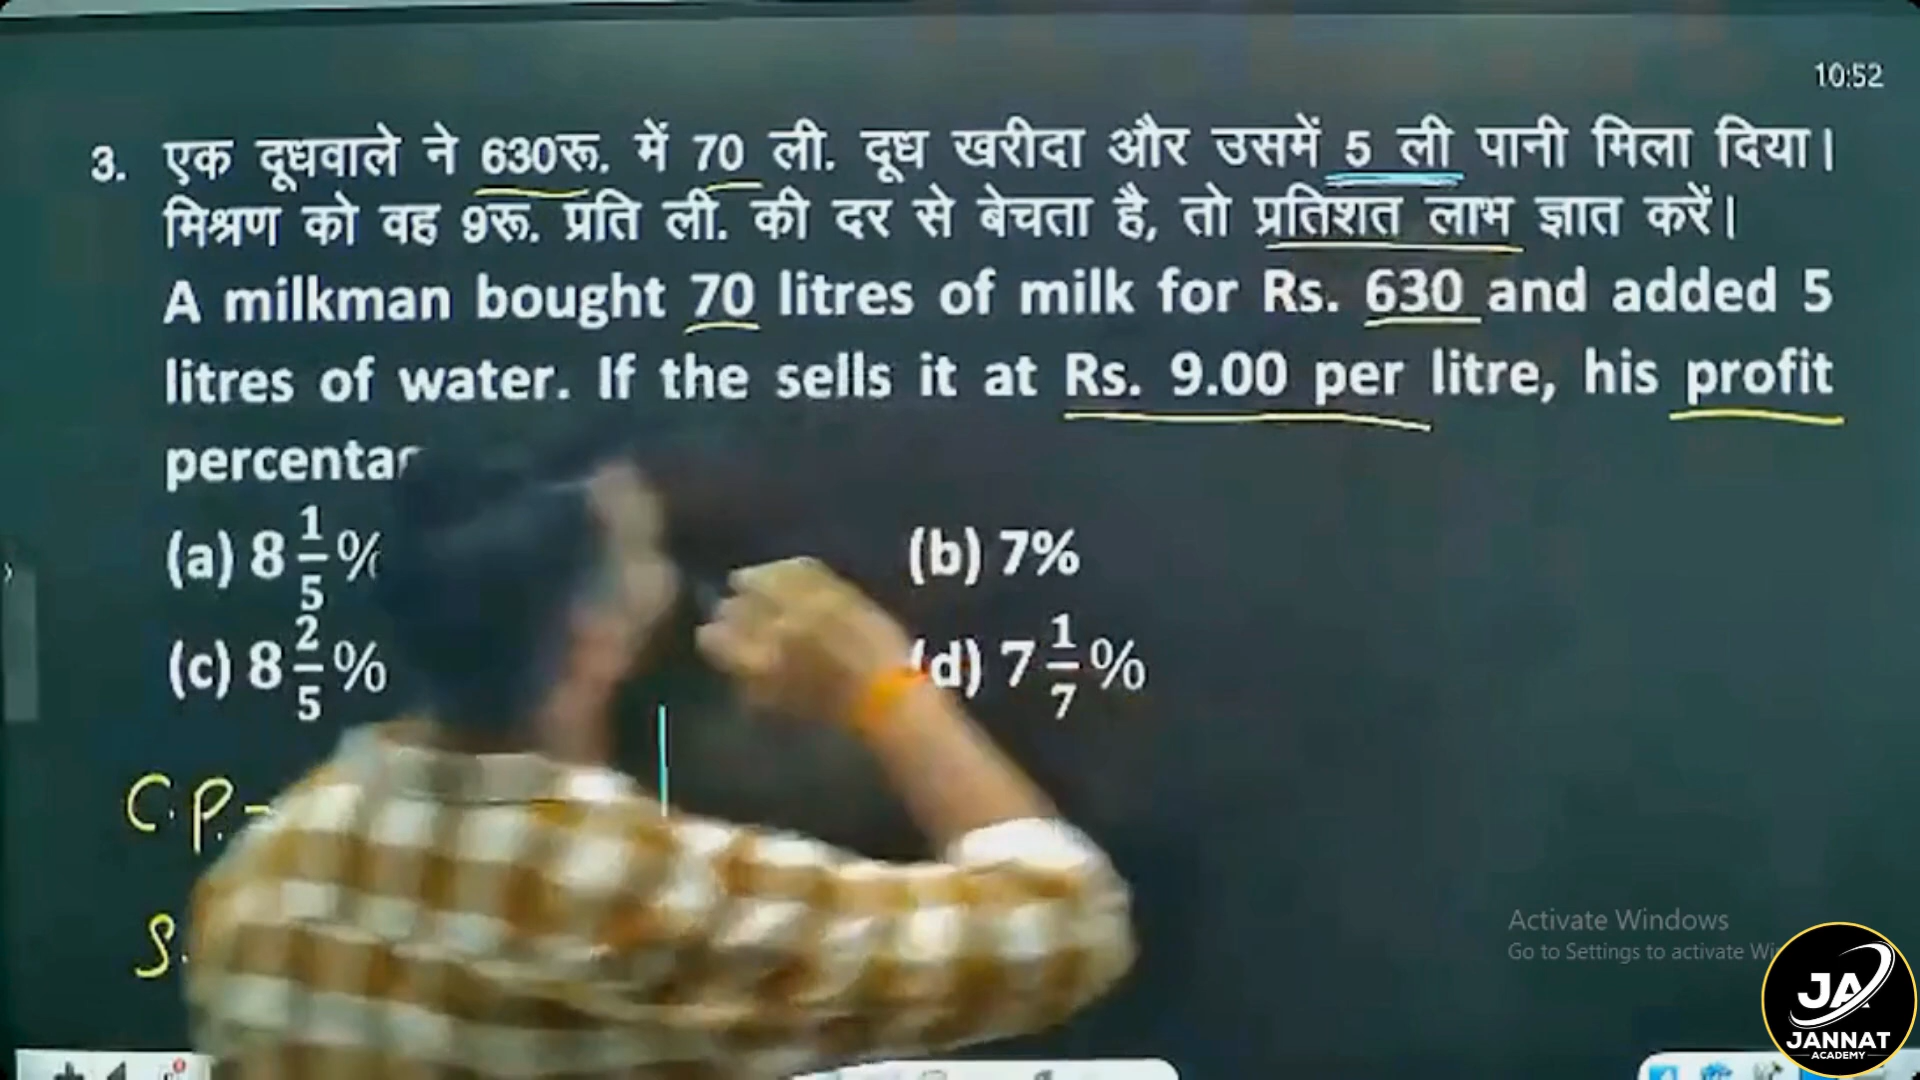 10:52
3. एक दूधवाले ने 630रू. में 70 ली. दूध खरीदा और उसमें 5 ली पानी मिला दिया।
मिश्रण को वह 9रू. प्रति ली. की दर से बेचता है, तो प्रतिशत लाभ ज्ञात करें।
A milkman bought 70 litres of milk for Rs. 630 and added 5
litres of water. If the sells it at Rs. 9.00 per litre, his profit
(a) 8 1/5 % (b) 7%
(c) 8 2/5 % (d) 7 1/7 %
C.P. -
S.
Activate Windows
Go to Settings to activate
JA
JANNAT
ACADEMY